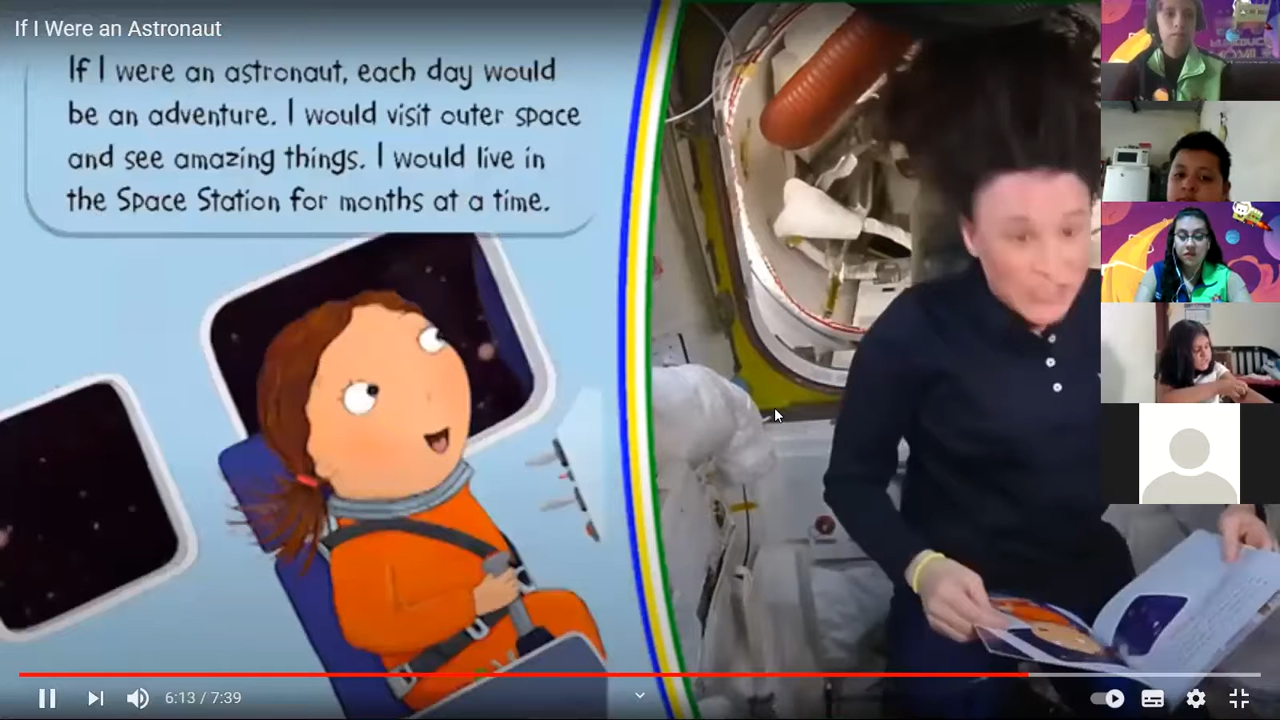 If I Were an Astronaut
If I were an astronaut, each day would
be an adventure. I would visit outer space
and see amazing things. I would live in
the Space Station for months at a time.
6:13 / 7:39